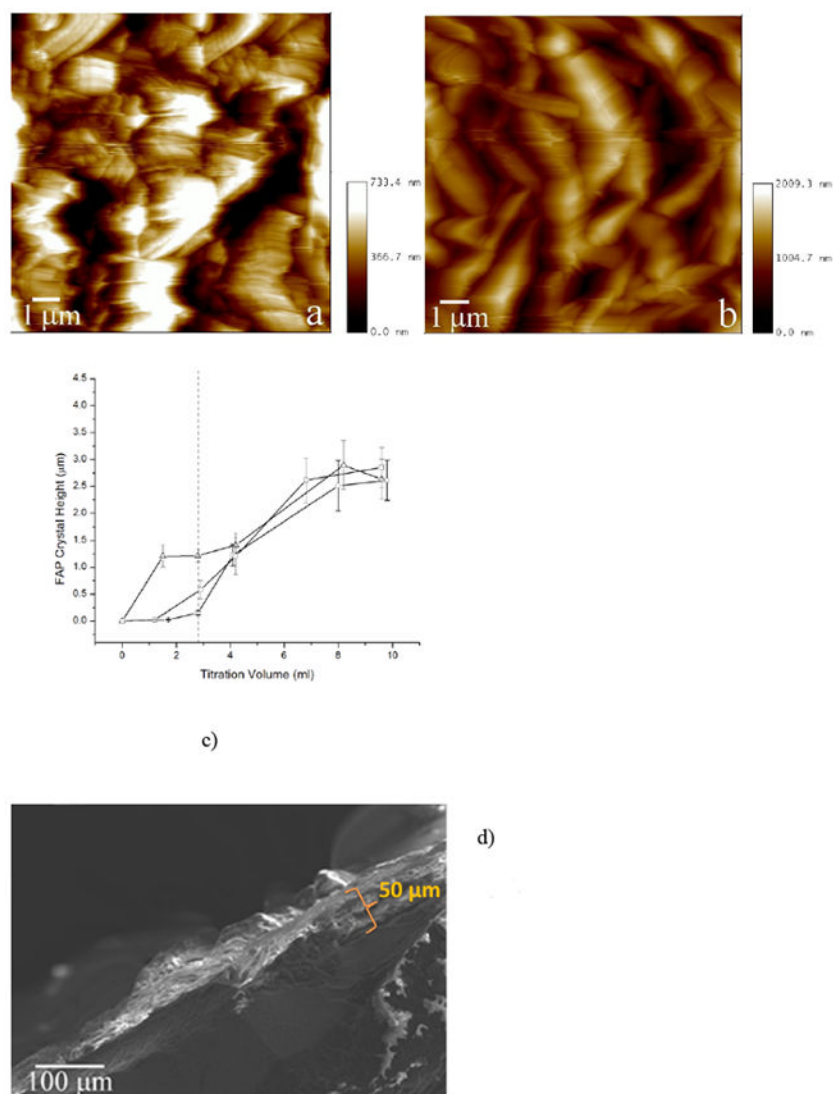 733.4 nm
366.7 nm
0.0 nm
1 μm
a
2009.3 nm
1004.7 nm
0.0 nm
1 μm
b
FAP Crystal Height (μm)
4.5
4.0
3.5
3.0
2.5
2.0
1.5
1.0
0.5
0.0
0 2 4 6 8 10
Titration Volume (ml)
c)
d)
50 μm
100 μm